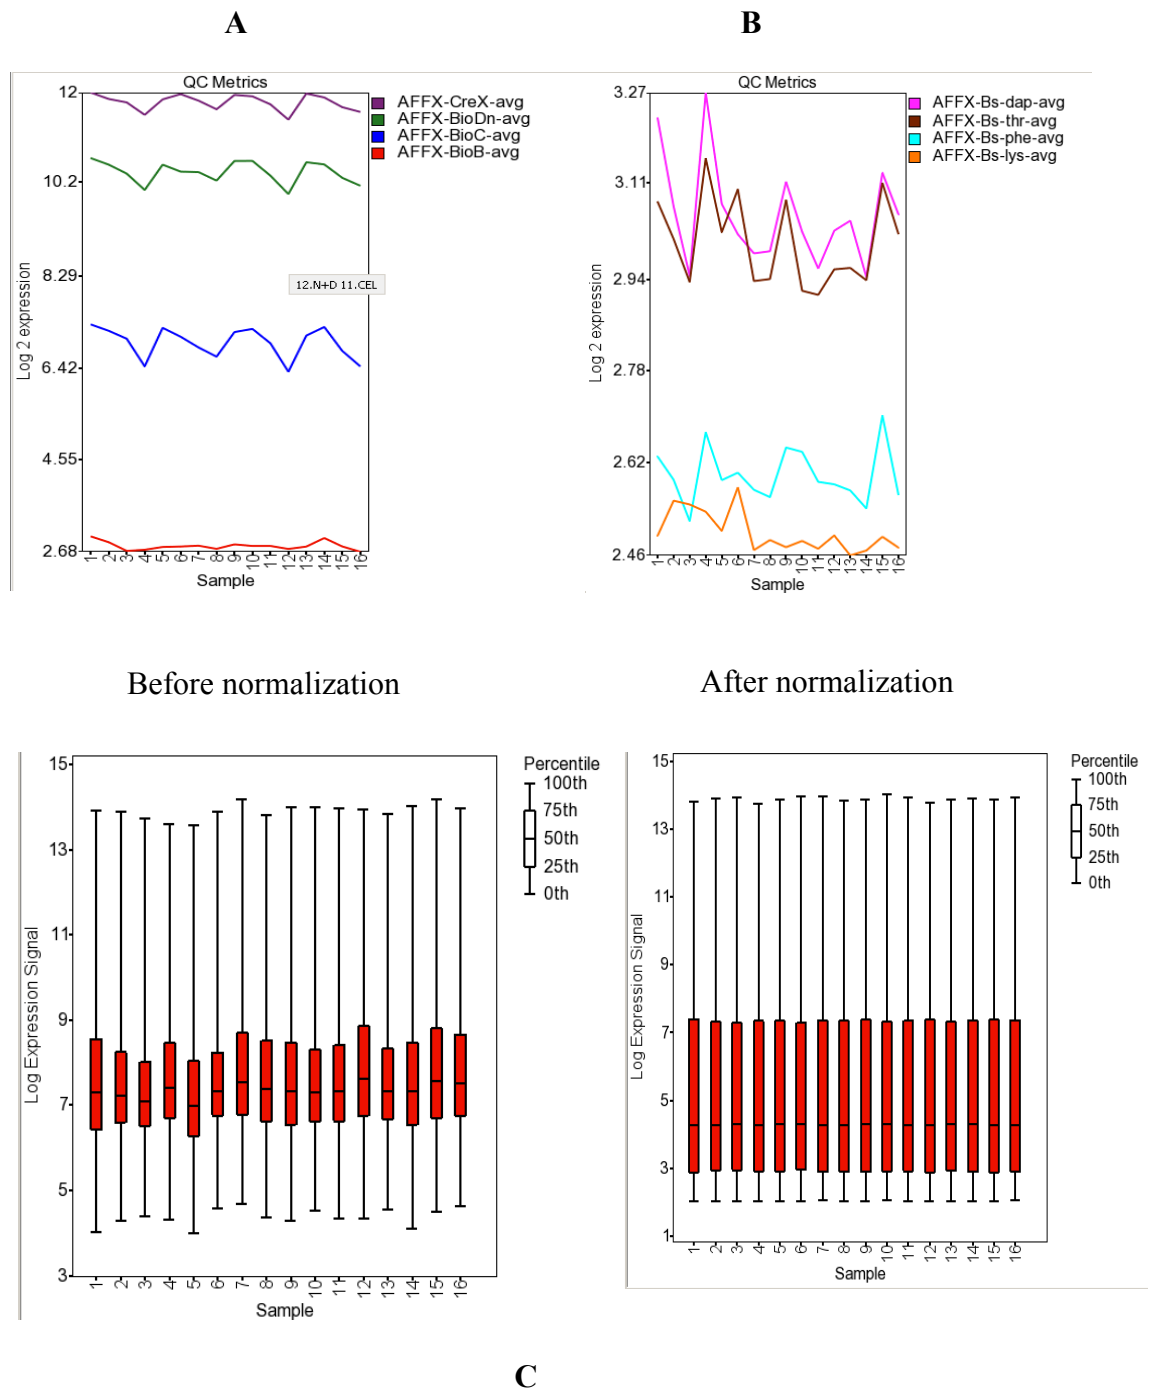 A
B
QC Metrics
12
10.2
8.29
6.42
4.55
2.68
Log 2 expression
1 2 3 4 5 6 7 8 9 10 11 12 13 14 15 16
Sample
AFFX-CreX-avg
AFFX-BioDn-avg
AFFX-BioC-avg
AFFX-BioB-avg
12.N+D 11.CEL
QC Metrics
3.27
3.11
2.94
2.78
2.62
2.46
Log 2 expression
1 2 3 4 5 6 7 8 9 10 11 12 13 14 15 16
Sample
AFFX-Bs-dap-avg
AFFX-Bs-thr-avg
AFFX-Bs-phe-avg
AFFX-Bs-lys-avg
Before normalization
After normalization
15
13
11
9
7
5
3
Log Expression Signal
1 2 3 4 5 6 7 8 9 10 11 12 13 14 15 16
Sample
Percentile
100th
75th
50th
25th
0th
15
13
11
9
7
5
3
1
Log Expression Signal
1 2 3 4 5 6 7 8 9 10 11 12 13 14 15 16
Sample
Percentile
100th
75th
50th
25th
0th
C